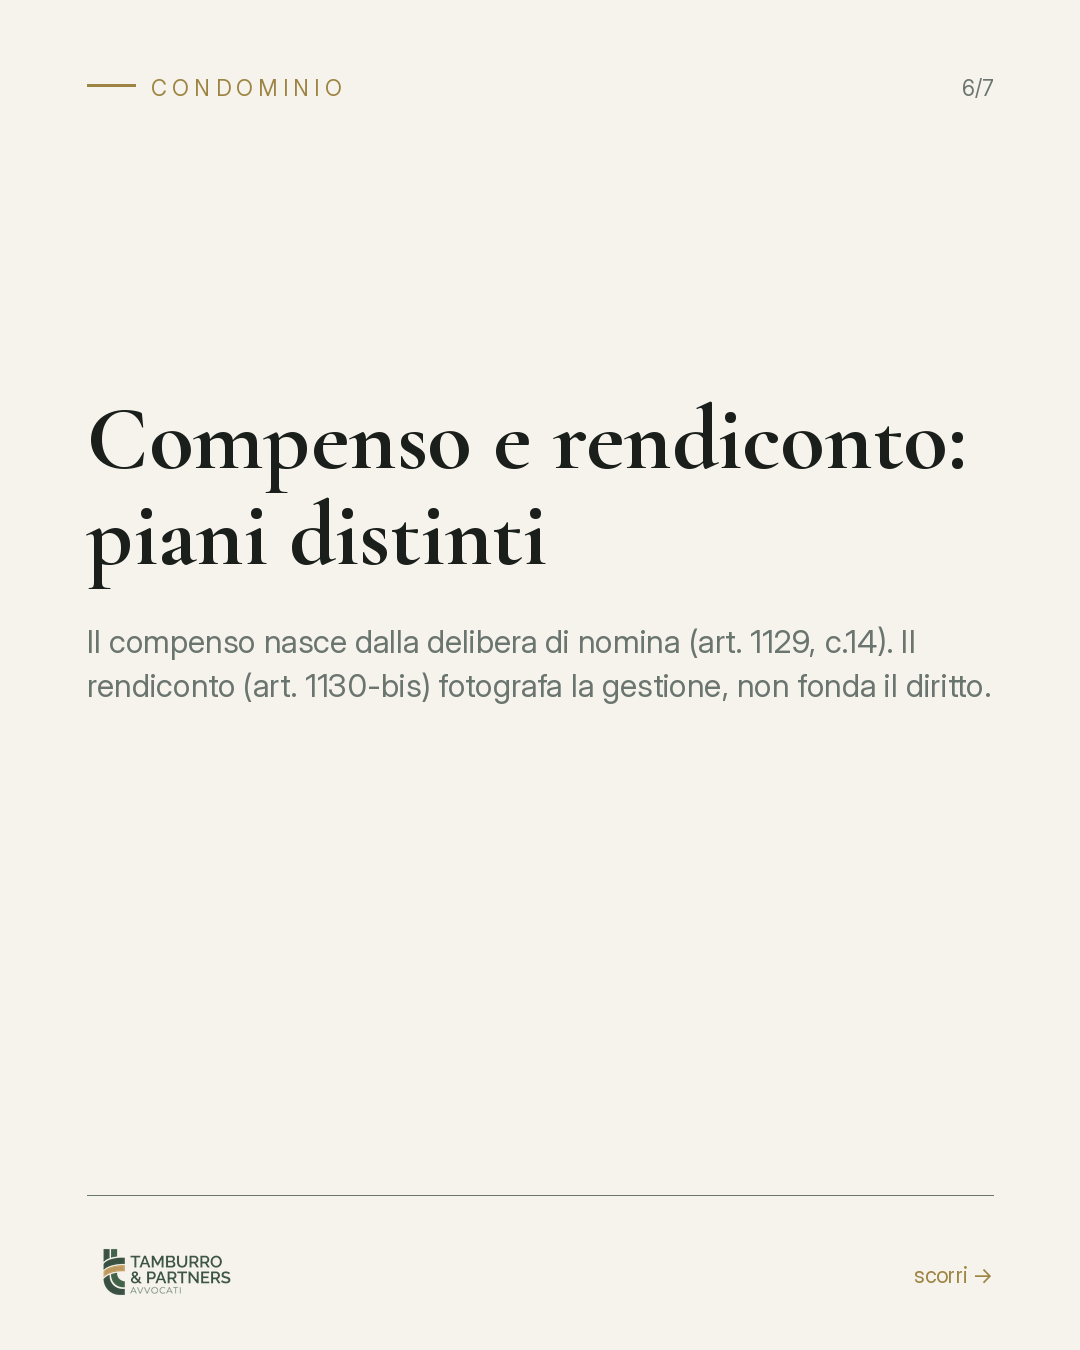 CONDOMINIO
6/7
Compenso e rendiconto:
piani distinti
Il compenso nasce dalla delibera di nomina (art. 1129, c.14). Il
rendiconto (art. 1130-bis) fotografa la gestione, non fonda il diritto.
TAMBURRO
& PARTNERS
AVVOCATI
scorri →